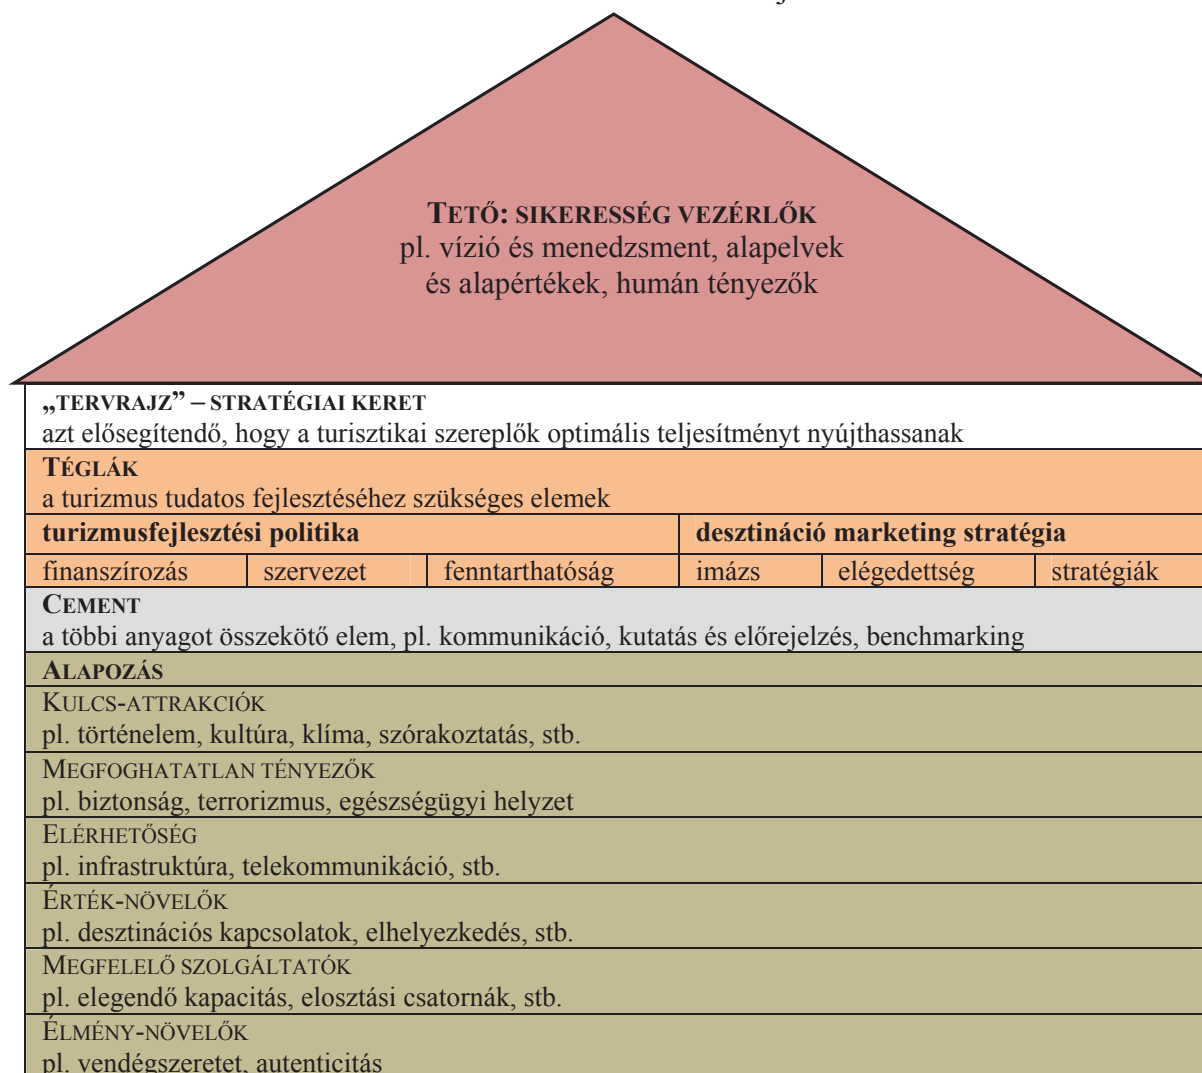 TETŐ: SIKERESSÉG VEZÉRLŐK
pl. vízió és menedzsment, alapelvek
és alapértékek, humán tényezők
„TERVRAJZ” – STRATÉGIAI KERET
azt elősegítendő, hogy a turisztikai szereplők optimális teljesítményt nyújthassanak
TÉGLÁK
a turizmus tudatos fejlesztéséhez szükséges elemek
turizmusfejlesztési politika desztináció marketing stratégia
finanszírozás szervezet fenntarthatóság imázs elégedettség stratégiák
CEMENT
a többi anyagot összekötő elem, pl. kommunikáció, kutatás és előrejelzés, benchmarking
ALAPOZÁS
KULCS-ATTRAKCIÓK
pl. történelem, kultúra, klíma, szórakoztatás, stb.
MEGFOGHATATLAN TÉNYEZŐK
pl. biztonság, terrorizmus, egészségügyi helyzet
ELÉRHETŐSÉG
pl. infrastruktúra, telekommunikáció, stb.
ÉRTÉK-NÖVELŐK
pl. desztinációs kapcsolatok, elhelyezkedés, stb.
MEGFELELŐ SZOLGÁLTATÓK
pl. elegendő kapacitás, elosztási csatornák, stb.
ÉLMÉNY-NÖVELŐK
pl. vendégszeretet, autenticitás